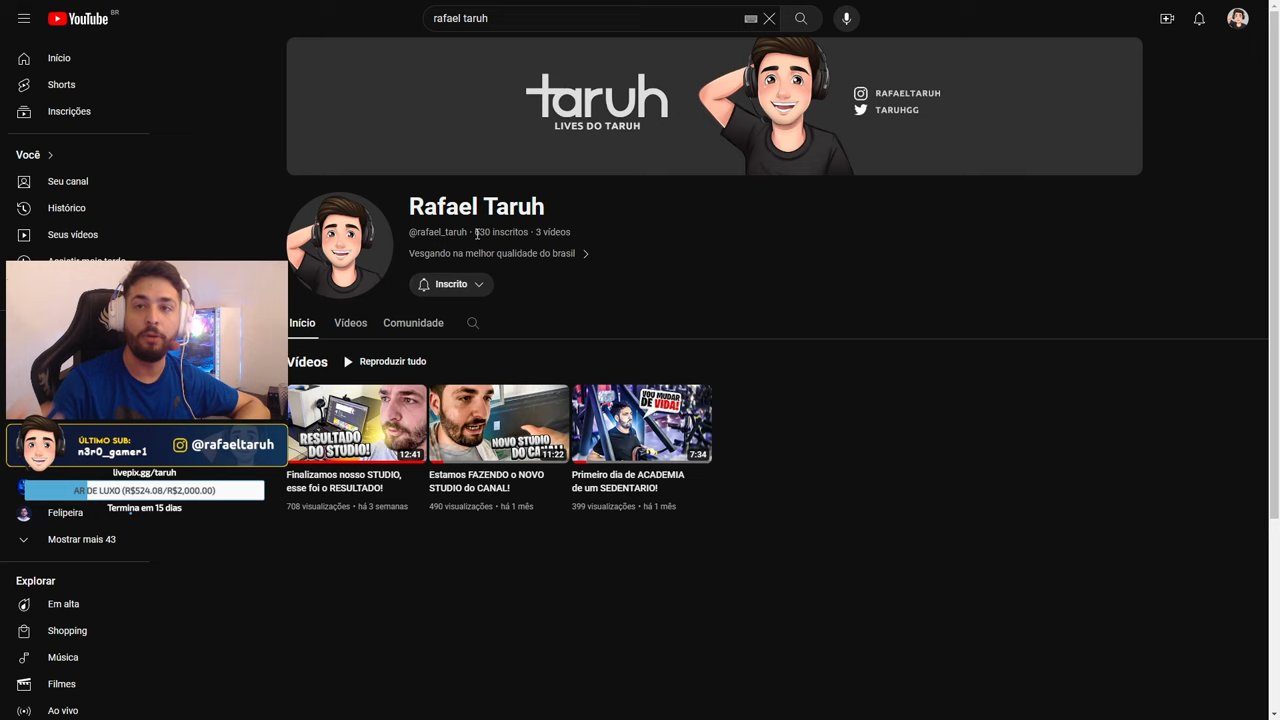 YouTube BR
rafael taruh
Início
Shorts
Inscrições
Você
Seu canal
Histórico
Seus vídeos
taruh
LIVES DO TARUH
RAFAELTARUH
TARUHGG
Rafael Taruh
@rafael_taruh · 30 inscritos · 3 vídeos
Vesgando na melhor qualidade do brasil
Inscrito
Início Vídeos Comunidade
Vídeos Reproduzir tudo
RESULTADO DO STUDIO!
12:41
NOVO STUDIO DO CANAL!
11:22
VOU MUDAR DE VIDA!
7:34
Finalizamos nosso STUDIO,
esse foi o RESULTADO!
708 visualizações · há 3 semanas
Estamos FAZENDO o NOVO
STUDIO do CANAL!
490 visualizações · há 1 mês
Primeiro dia de ACADEMIA
de um SEDENTARIO!
399 visualizações · há 1 mês
ÚLTIMO SUB:
n3r0_gamer1
@rafaeltaruh
livepix.gg/taruh
AR DE LUXO (R$524.08/R$2,000.00)
Termina em 15 dias
Felipeira
Mostrar mais 43
Explorar
Em alta
Shopping
Música
Filmes
Ao vivo